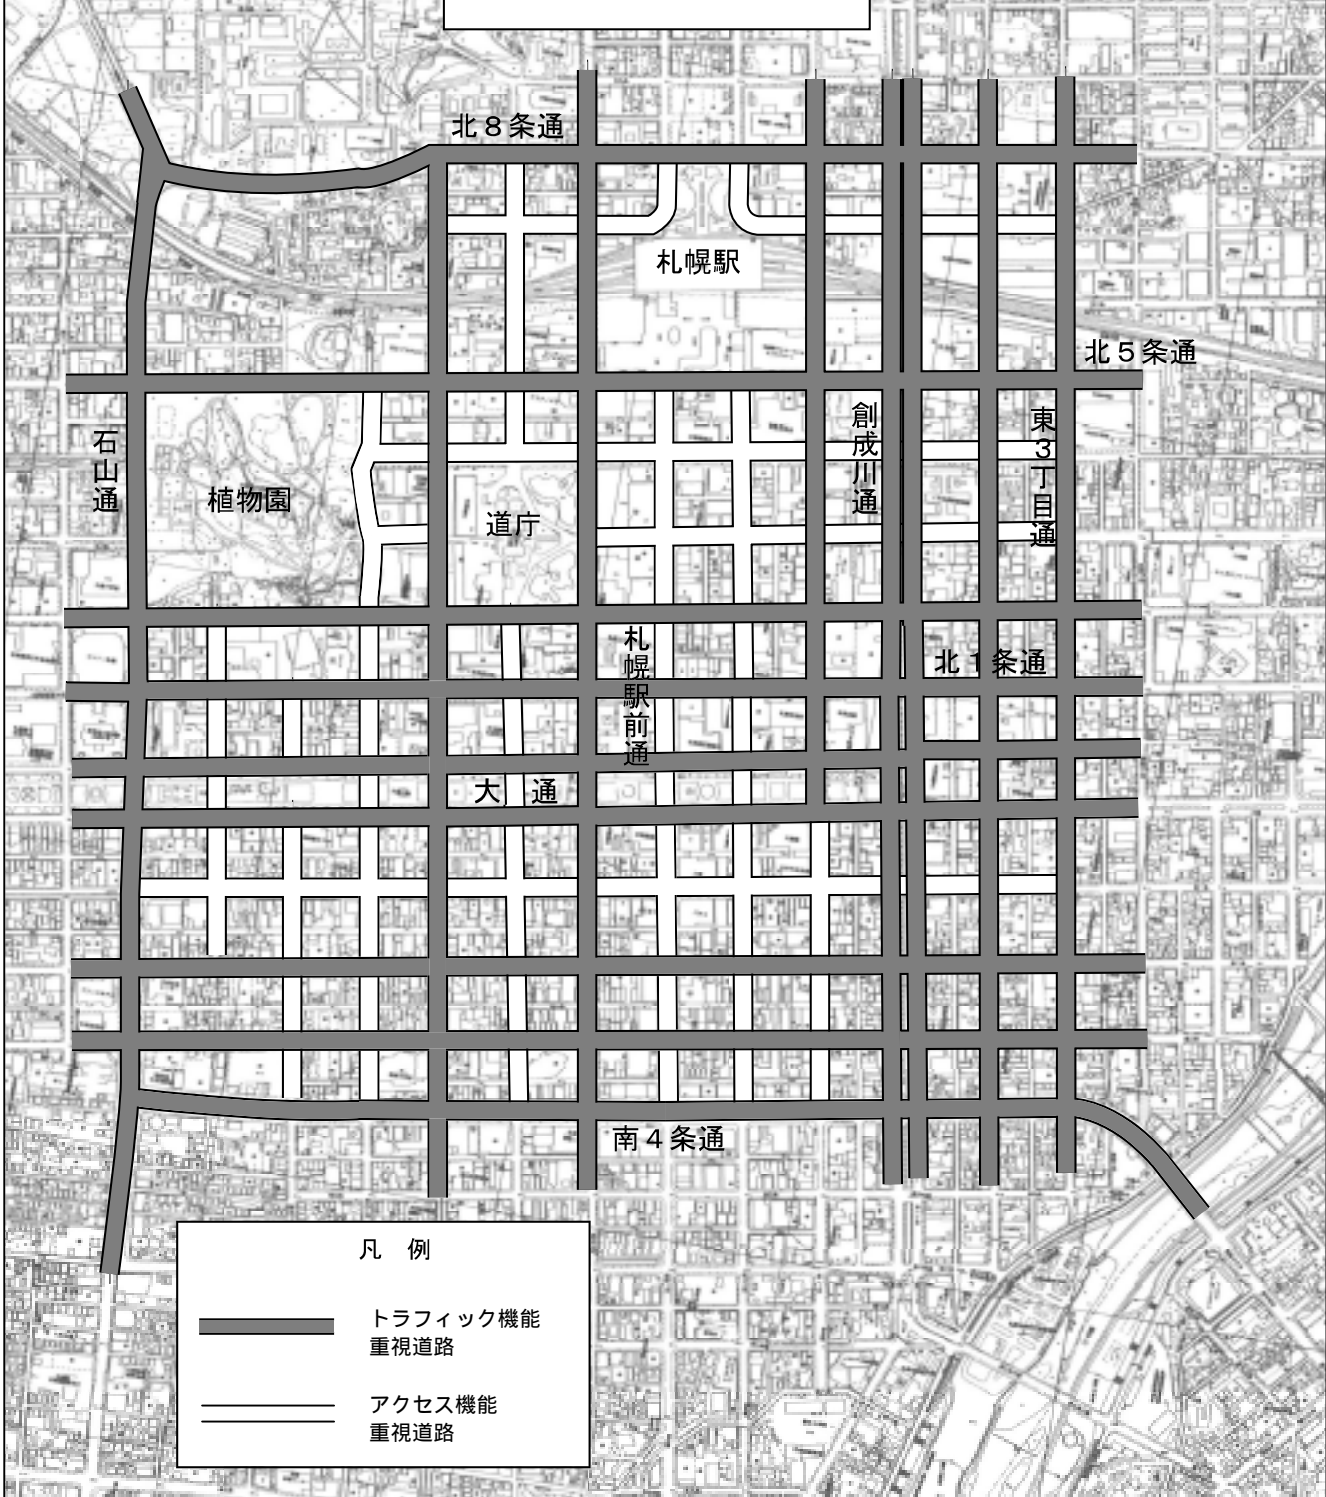 北８条通
札幌駅
北５条通
石山通
植物園
道庁
創成川通
東３丁目通
札幌駅前通
北１条通
大　通
南４条通
凡　例
トラフィック機能
重視道路
アクセス機能
重視道路